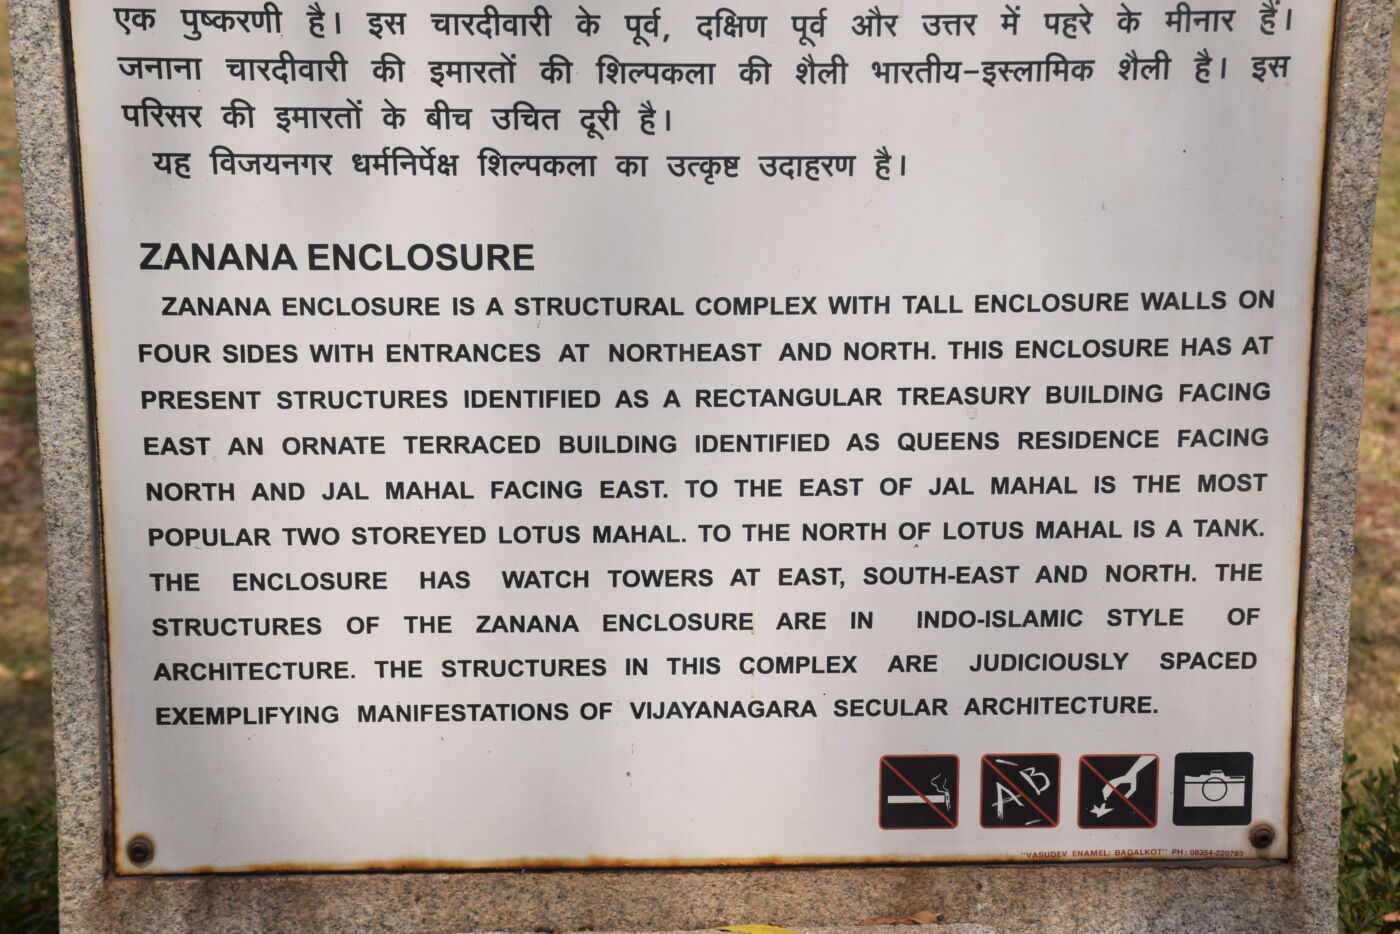 एक पुष्करणी है। इस चारदीवारी के पूर्व, दक्षिण पूर्व और उत्तर में पहरे के मीनार हैं।
जनाना चारदीवारी की इमारतों की शिल्पकला की शैली भारतीय-इस्लामिक शैली है। इस
परिसर की इमारतों के बीच उचित दूरी है।
यह विजयनगर धर्मनिर्पेक्ष शिल्पकला का उत्कृष्ट उदाहरण है।
ZANANA ENCLOSURE
ZANANA ENCLOSURE IS A STRUCTURAL COMPLEX WITH TALL ENCLOSURE WALLS ON
FOUR SIDES WITH ENTRANCES AT NORTHEAST AND NORTH. THIS ENCLOSURE HAS AT
PRESENT STRUCTURES IDENTIFIED AS A RECTANGULAR TREASURY BUILDING FACING
EAST AN ORNATE TERRACED BUILDING IDENTIFIED AS QUEENS RESIDENCE FACING
NORTH AND JAL MAHAL FACING EAST. TO THE EAST OF JAL MAHAL IS THE MOST
POPULAR TWO STOREYED LOTUS MAHAL. TO THE NORTH OF LOTUS MAHAL IS A TANK.
THE ENCLOSURE HAS WATCH TOWERS AT EAST, SOUTH-EAST AND NORTH. THE
STRUCTURES OF THE ZANANA ENCLOSURE ARE IN INDO-ISLAMIC STYLE OF
ARCHITECTURE. THE STRUCTURES IN THIS COMPLEX ARE JUDICIOUSLY SPACED
EXEMPLIFYING MANIFESTATIONS OF VIJAYANAGARA SECULAR ARCHITECTURE.
A B
"VASUDEV ENAMEL; BAGALKOT" PH : 08354-220793